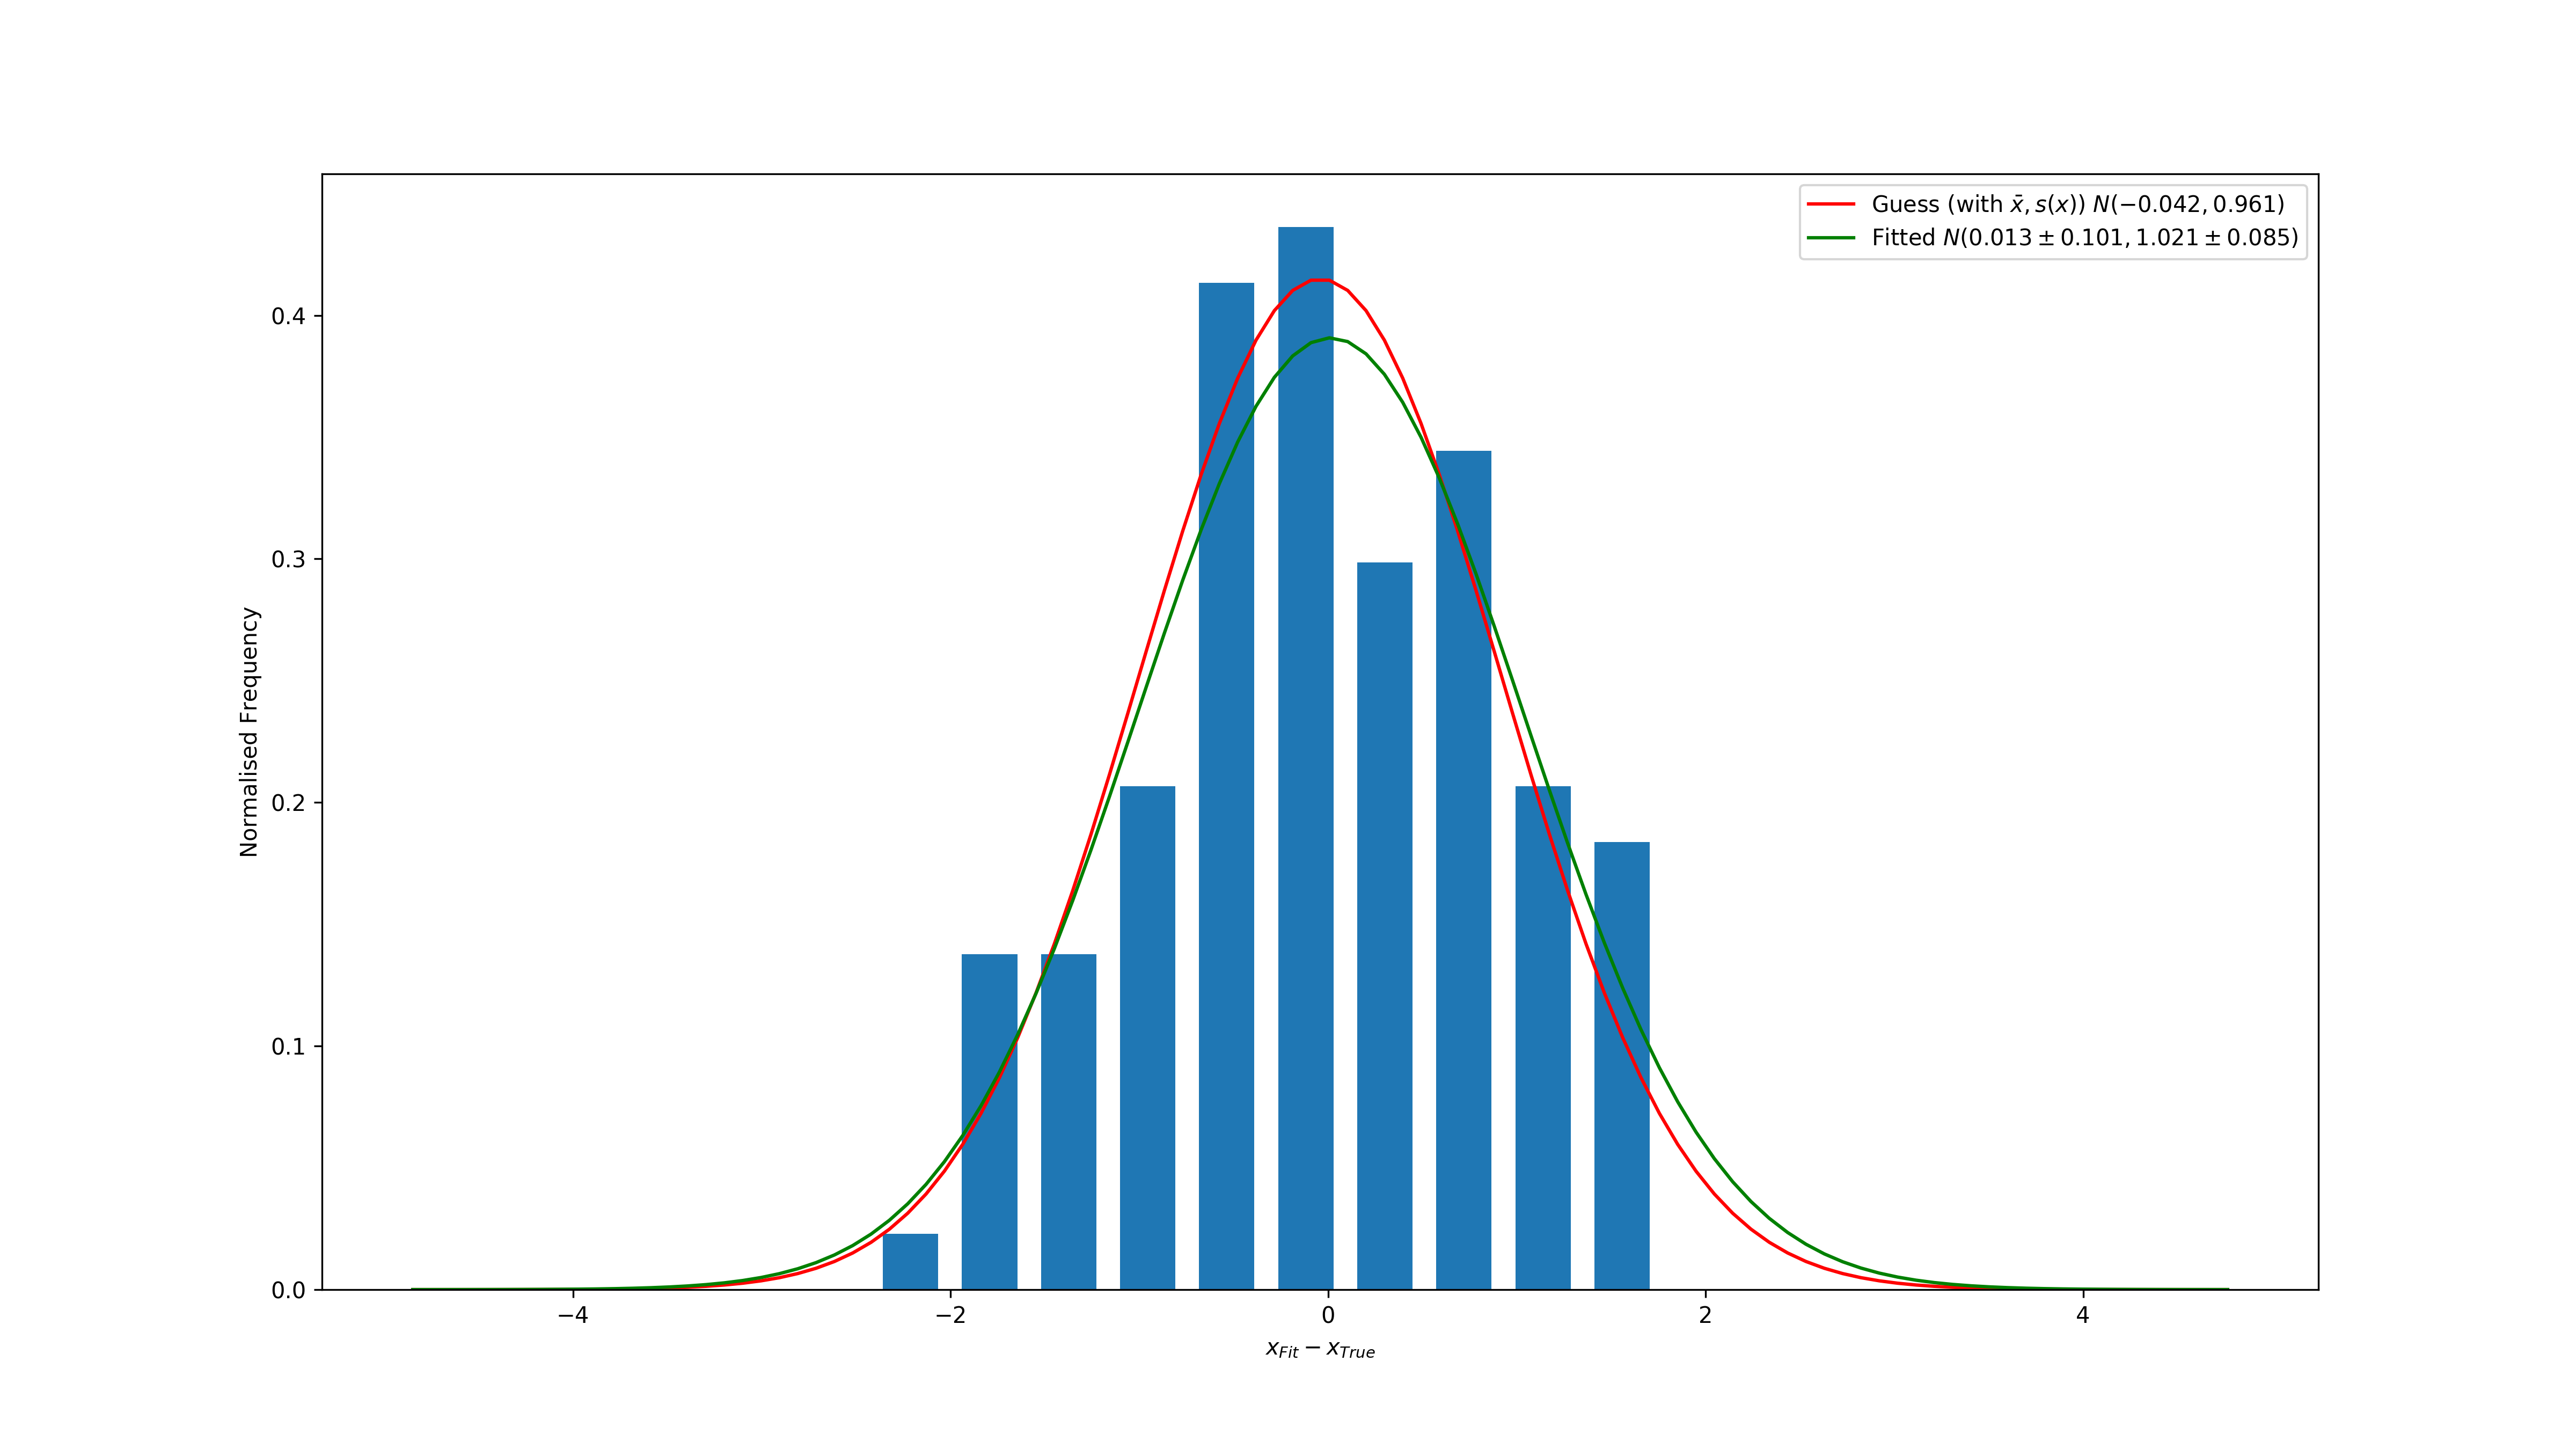 Guess (with x̄, s(x)) N(−0.042, 0.961)
Fitted N(0.013 ± 0.101, 1.021 ± 0.085)
Normalised Frequency
0.4
0.3
0.2
0.1
0.0
−4
−2
0
2
4
x_Fit − x_True